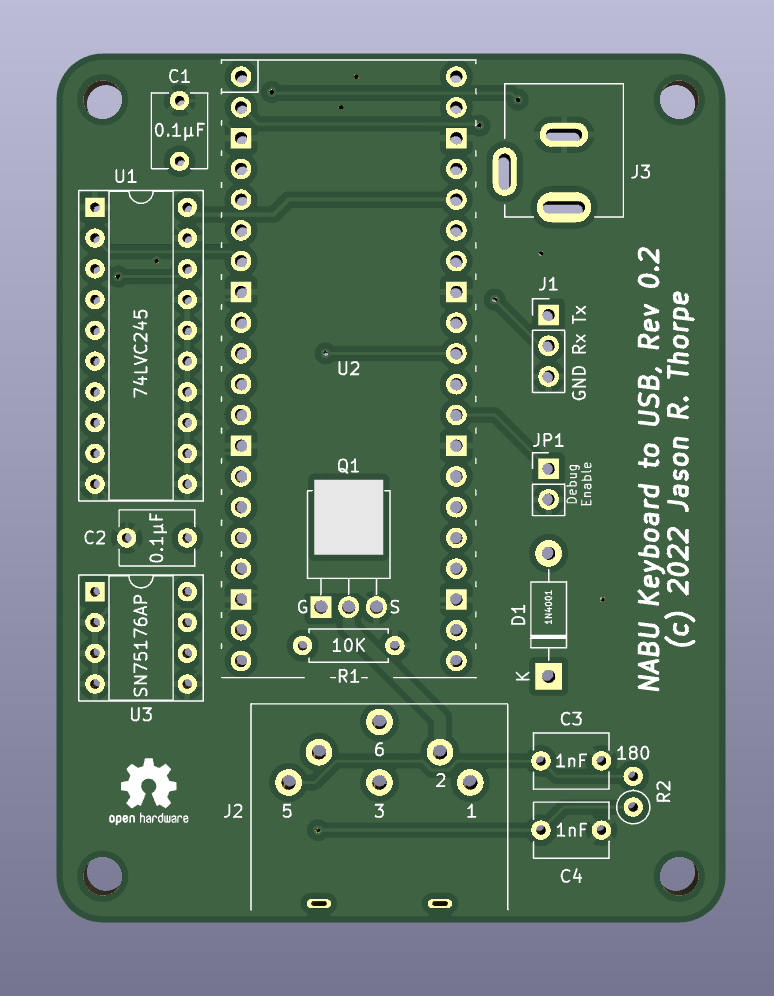 C1
0.1µF
U1
74LVC245
C2
0.1µF
SN75176AP
U3
open hardware
U2
Q1
G
S
10K
R1
J3
J1
Tx
Rx
GND
JP1
Debug
Enable
D1
1N4001
K
NABU Keyboard to USB, Rev 0.2
(c) 2022 Jason R. Thorpe
J2
6
5
3
2
1
C3
1nF
180
R2
1nF
C4